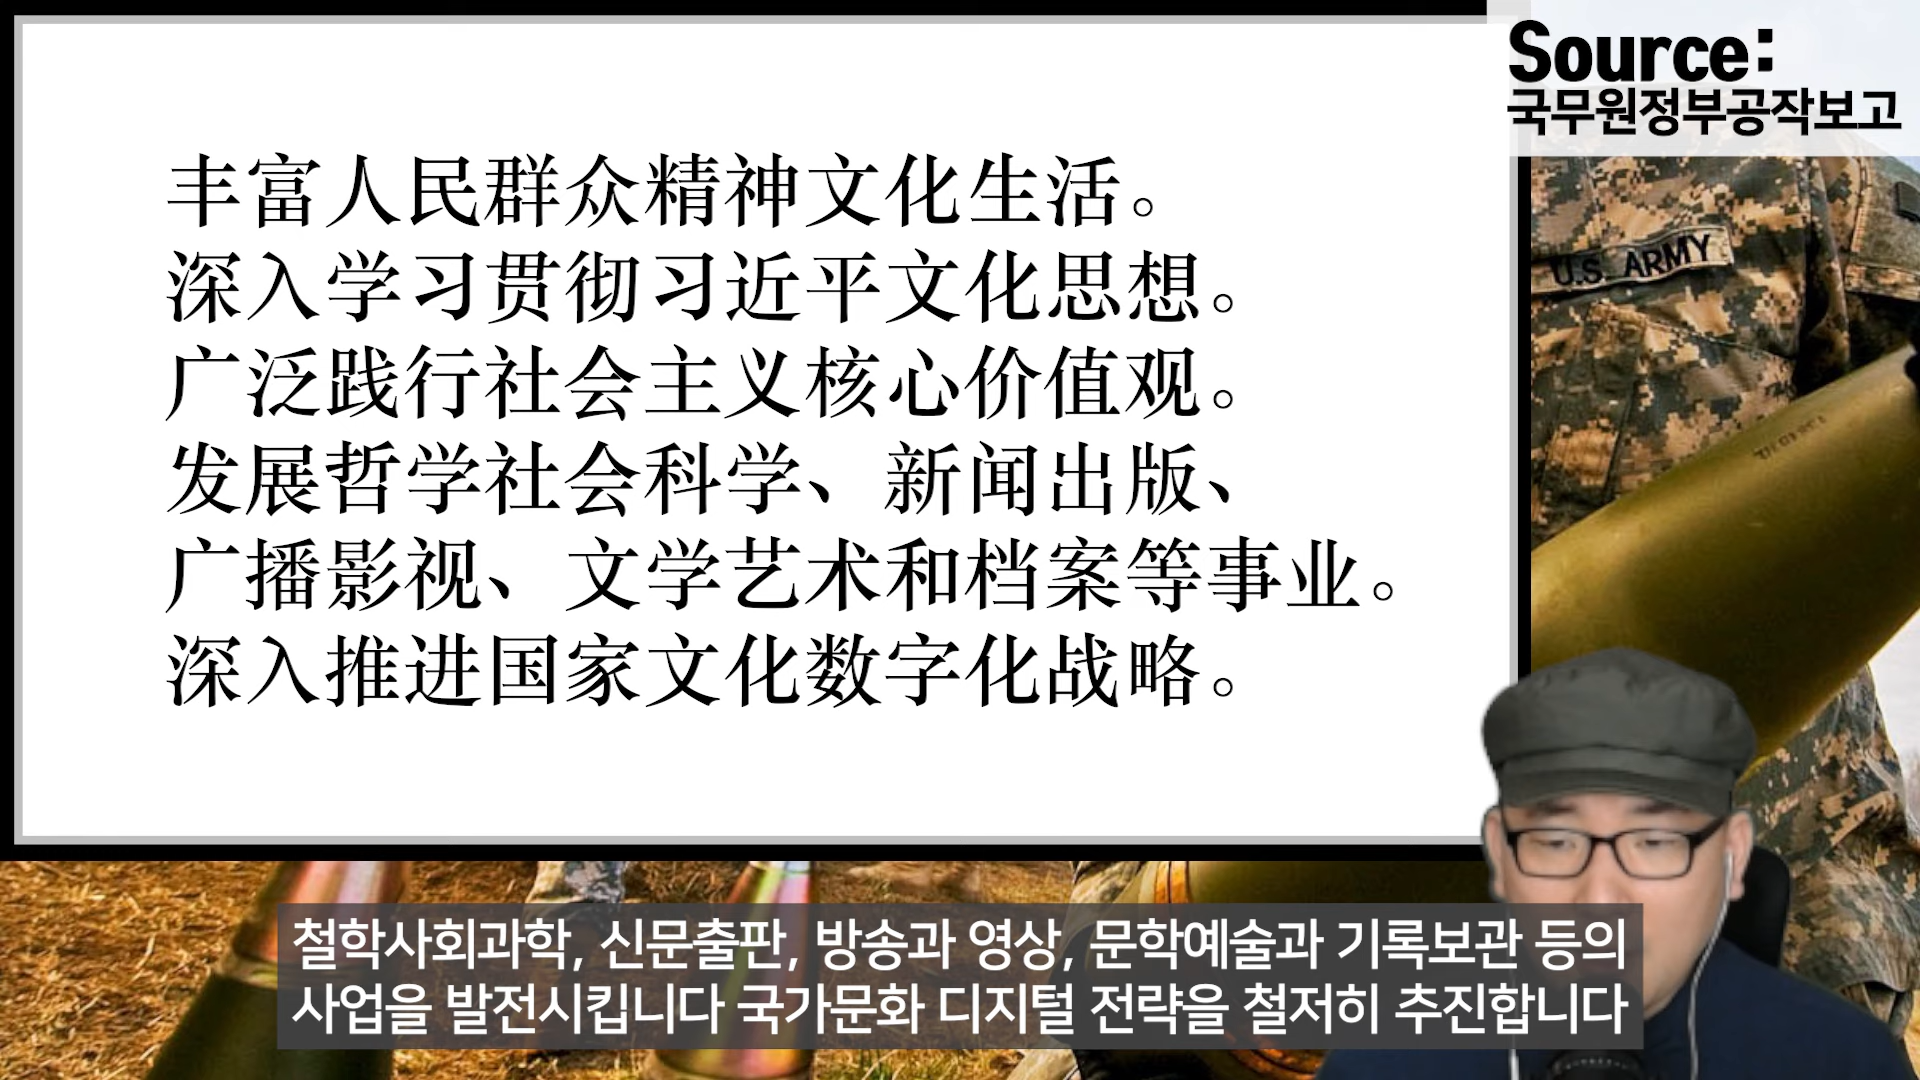 Source:
국무원정부공작보고
丰富人民群众精神文化生活。
深入学习贯彻习近平文化思想。
广泛践行社会主义核心价值观。
发展哲学社会科学、新闻出版、
广播影视、文学艺术和档案等事业。
深入推进国家文化数字化战略。
U.S. ARMY
철학사회과학, 신문출판, 방송과 영상, 문학예술과 기록보관 등의
사업을 발전시킵니다 국가문화 디지털 전략을 철저히 추진합니다